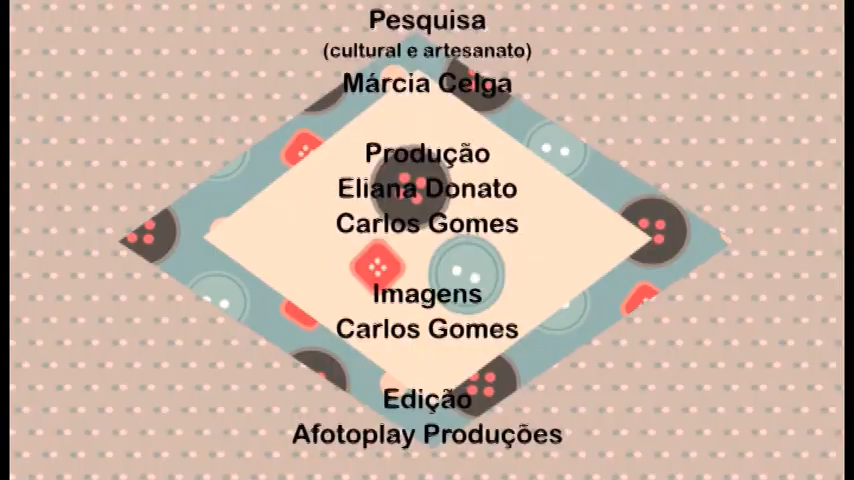 Pesquisa
(cultural e artesanato)
Márcia Celga
Produção
Eliana Donato
Carlos Gomes
Imagens
Carlos Gomes
Edição
Afotoplay Produções